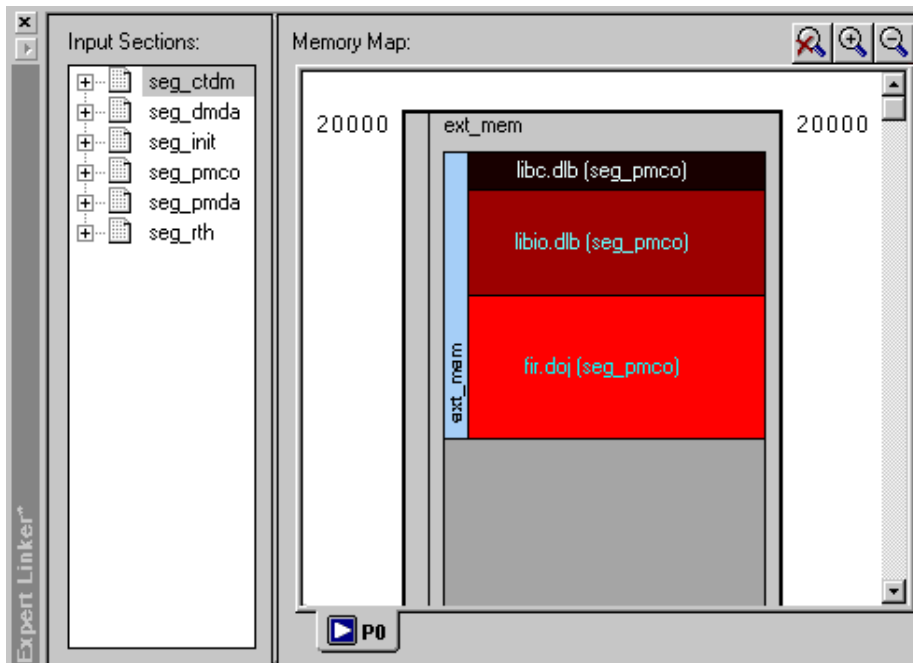 Input Sections:
seg_ctdm
seg_dmda
seg_init
seg_pmco
seg_pmda
seg_rth
Memory Map:
20000
ext_mem
20000
libc.dlb (seg_pmco)
libio.dlb (seg_pmco)
fir.doj (seg_pmco)
ext_mem
P0
Expert Linker*